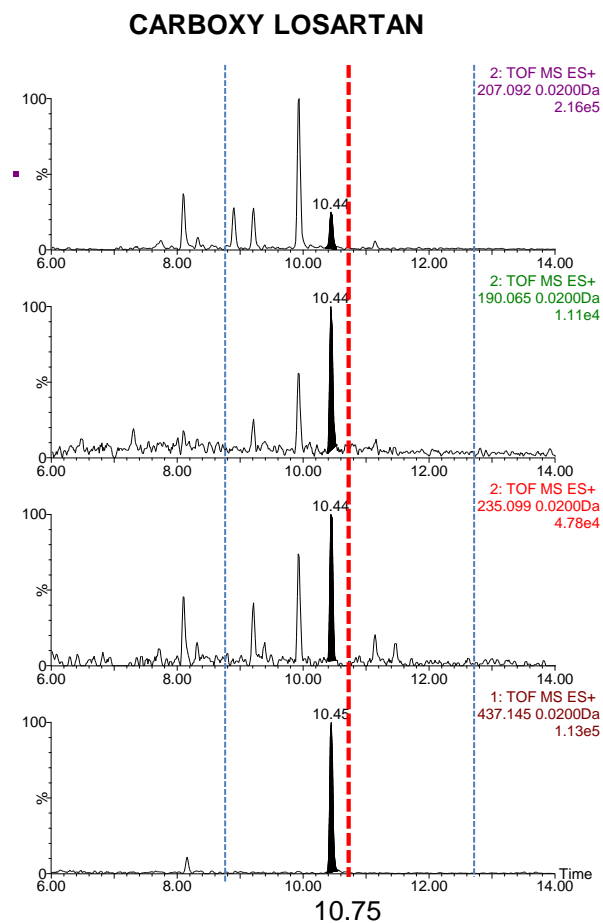 CARBOXY LOSARTAN
2: TOF MS ES+
207.092 0.0200Da
2.16e5
100
%
0
10.44
6.00 8.00 10.00 12.00 14.00
2: TOF MS ES+
190.065 0.0200Da
1.11e4
100
%
0
10.44
6.00 8.00 10.00 12.00 14.00
2: TOF MS ES+
235.099 0.0200Da
4.78e4
100
%
0
10.44
6.00 8.00 10.00 12.00 14.00
1: TOF MS ES+
437.145 0.0200Da
1.13e5
100
%
0
10.45
Time
6.00 8.00 10.00 12.00 14.00
10.75